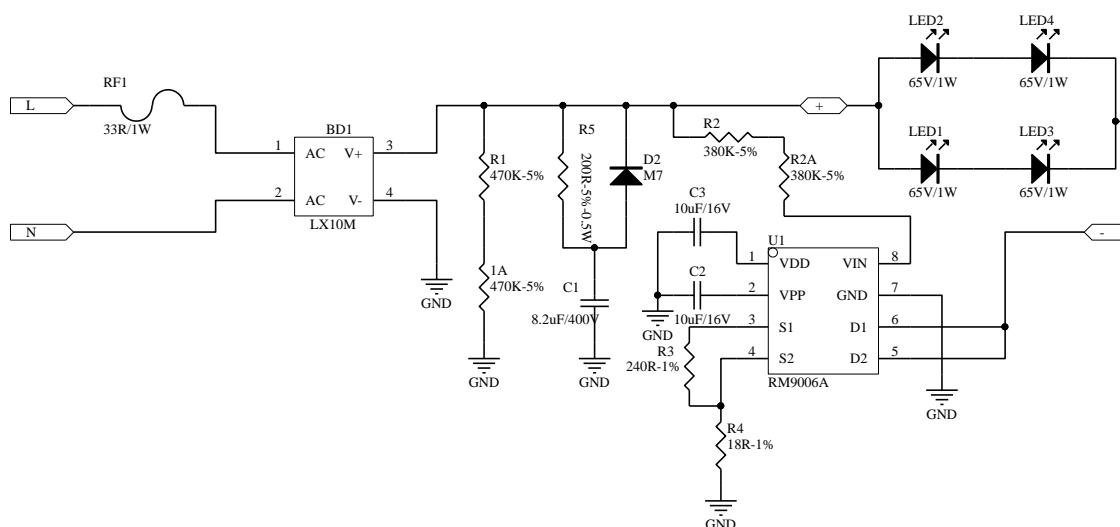 LED2
LED4
65V/1W
65V/1W
RF1
L
33R/1W
BD1
1 AC V+ 3
2 AC V- 4
LX10M
N
GND
R1
470K-5%
1A
470K-5%
GND
R5
200R-5%-0.5W
D2
M7
C1
8.2uF/400V
GND
R2
380K-5%
R2A
380K-5%
+
LED1
LED3
65V/1W
65V/1W
-
C3
10uF/16V
C2
10uF/16V
GND
U1
1 VDD VIN 8
2 VPP GND 7
3 S1 D1 6
4 S2 D2 5
RM9006A
R3
240R-1%
R4
18R-1%
GND
GND